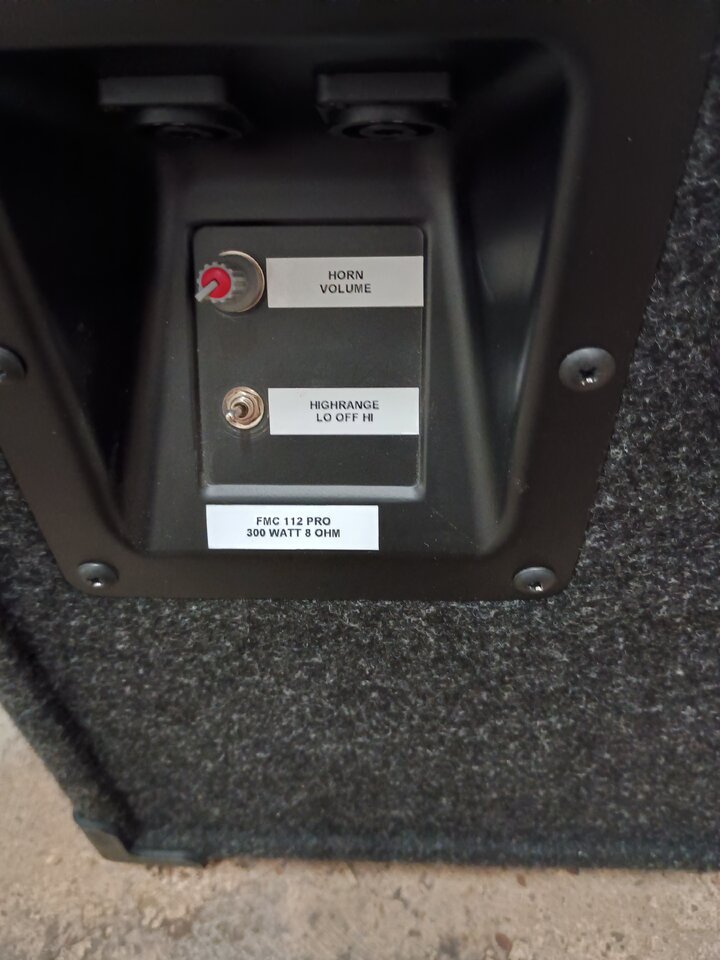 HORN
VOLUME
HIGHRANGE
LO OFF HI
FMC 112 PRO
300 WATT 8 OHM